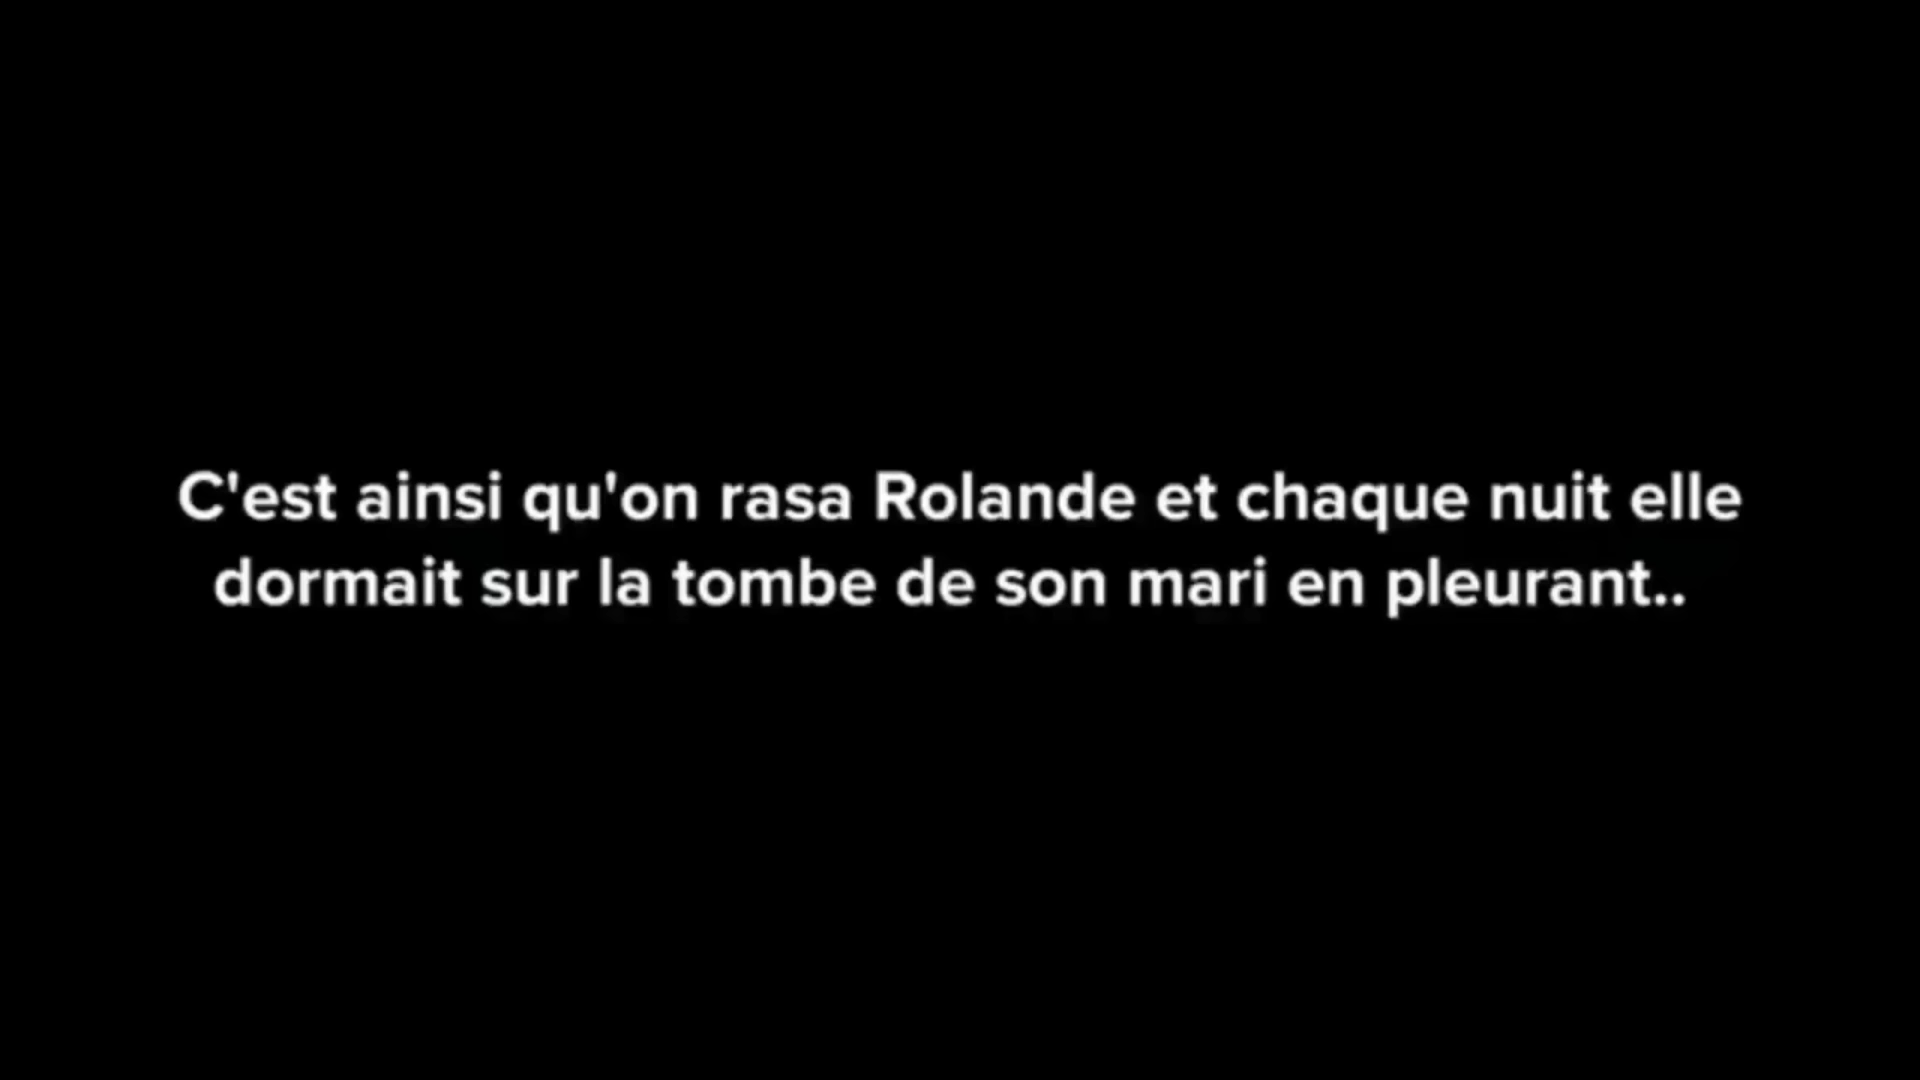 C'est ainsi qu'on rasa Rolande et chaque nuit elle
dormait sur la tombe de son mari en pleurant..